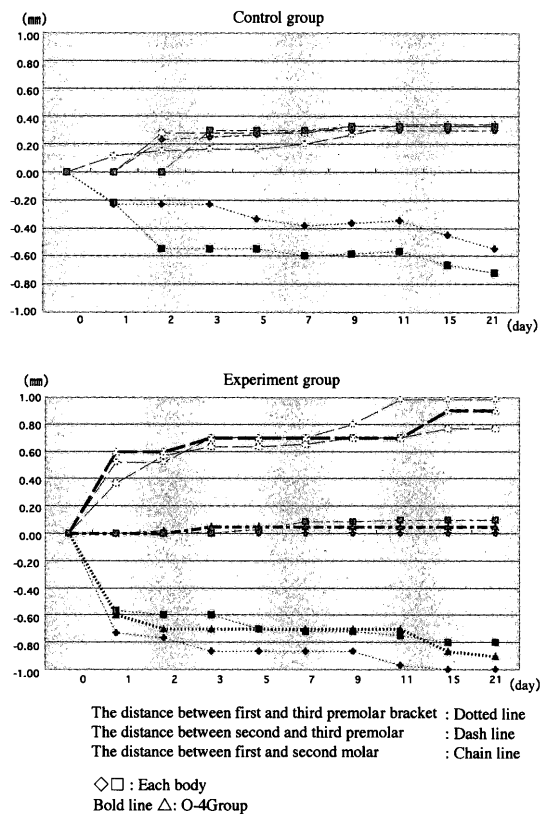 (mm) Control group
1.00
0.80
0.60
0.40
0.20
0.00
-0.20
-0.40
-0.60
-0.80
-1.00
0 1 2 3 5 7 9 11 15 21 (day)
(mm) Experiment group
1.00
0.80
0.60
0.40
0.20
0.00
-0.20
-0.40
-0.60
-0.80
-1.00
0 1 2 3 5 7 9 11 15 21 (day)
The distance between first and third premolar bracket : Dotted line
The distance between second and third premolar : Dash line
The distance between first and second molar : Chain line
◇□ : Each body
Bold line △: O-4Group